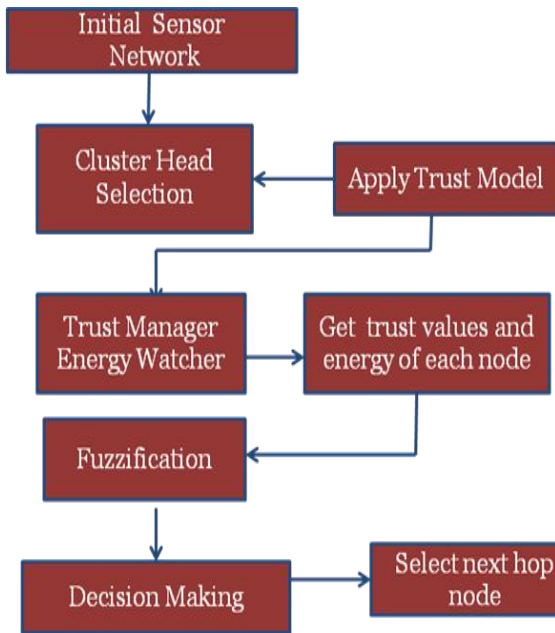 Initial Sensor
Network
Cluster Head
Selection
Apply Trust Model
Trust Manager
Energy Watcher
Get trust values and
energy of each node
Fuzzification
Decision Making
Select next hop
node